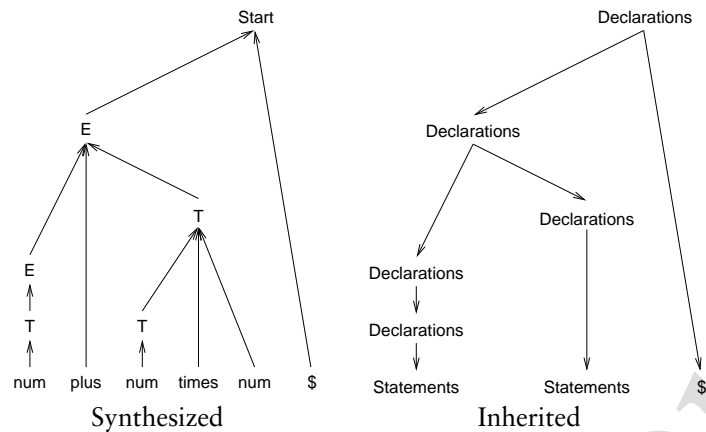 Start Declarations
E Declarations
T Declarations
E Declarations
T T Declarations
num plus num times num $ Statements Statements $
Synthesized Inherited